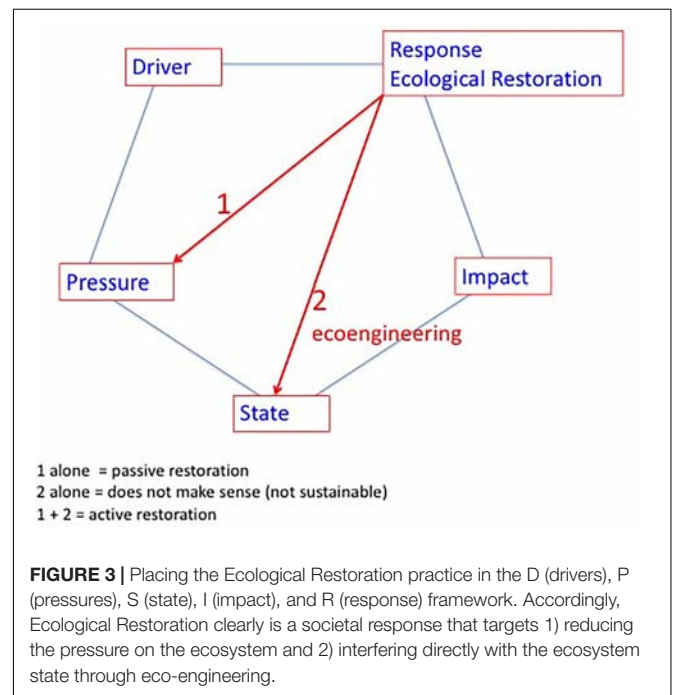 Driver
Response
Ecological Restoration
1
Pressure
Impact
2
ecoengineering
State
1 alone = passive restoration
2 alone = does not make sense (not sustainable)
1 + 2 = active restoration
FIGURE 3 | Placing the Ecological Restoration practice in the D (drivers), P
(pressures), S (state), I (impact), and R (response) framework. Accordingly,
Ecological Restoration clearly is a societal response that targets 1) reducing
the pressure on the ecosystem and 2) interfering directly with the ecosystem
state through eco-engineering.